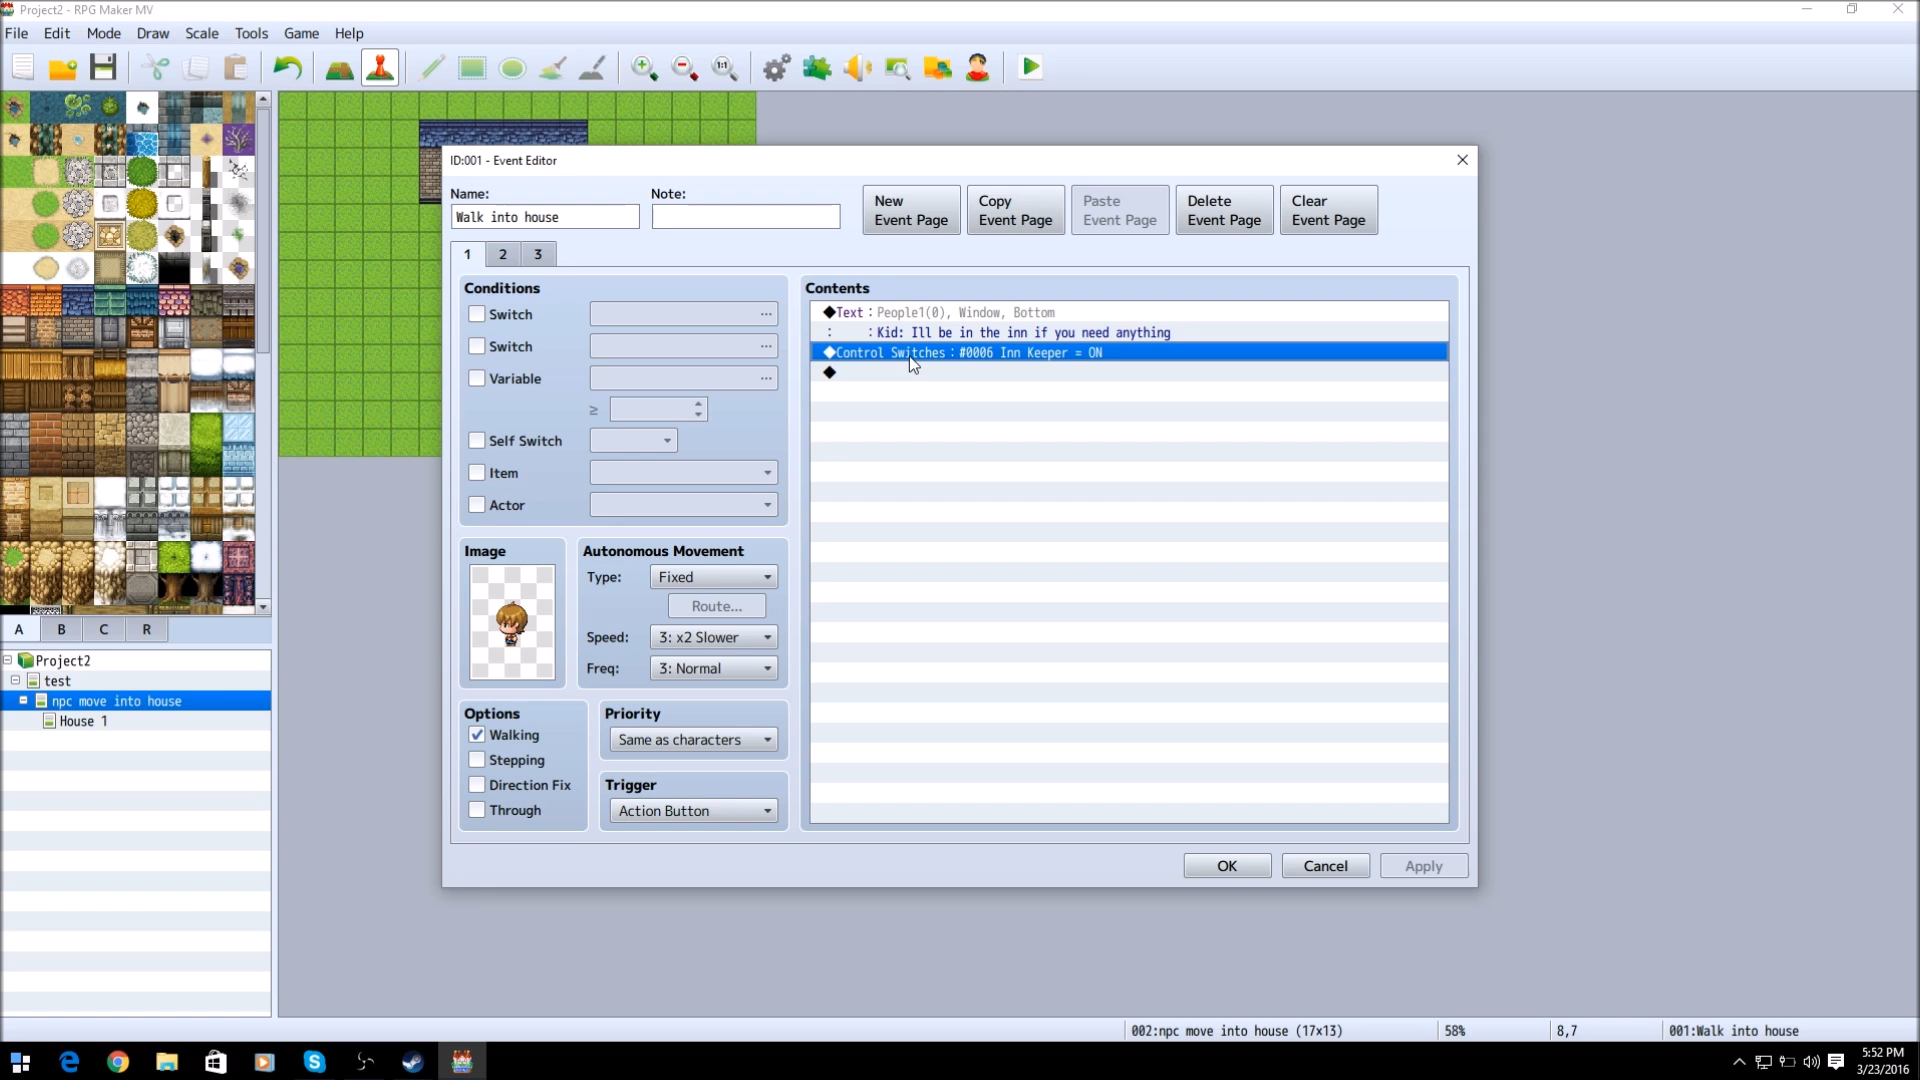 Project2 - RPG Maker MV
File Edit Mode Draw Scale Tools Game Help
1:1
ID:001 - Event Editor
Name:
Note:
Walk into house
New
Event Page
Copy
Event Page
Paste
Event Page
Delete
Event Page
Clear
Event Page
1 2 3
Conditions
Switch ...
Switch ...
Variable ...
≥
Self Switch
Item
Actor
Image
Autonomous Movement
Type: Fixed
Route...
Speed: 3: x2 Slower
Freq: 3: Normal
Options
Walking
Stepping
Direction Fix
Through
Priority
Same as characters
Trigger
Action Button
Contents
◆Text：People1(0), Window, Bottom
:　　：Kid: Ill be in the inn if you need anything
◆Control Switches：#0006 Inn Keeper = ON
◆
OK Cancel Apply
A B C R
Project2
test
npc move into house
House 1
002:npc move into house (17x13) 58% 8,7 001:Walk into house
5:52 PM
3/23/2016